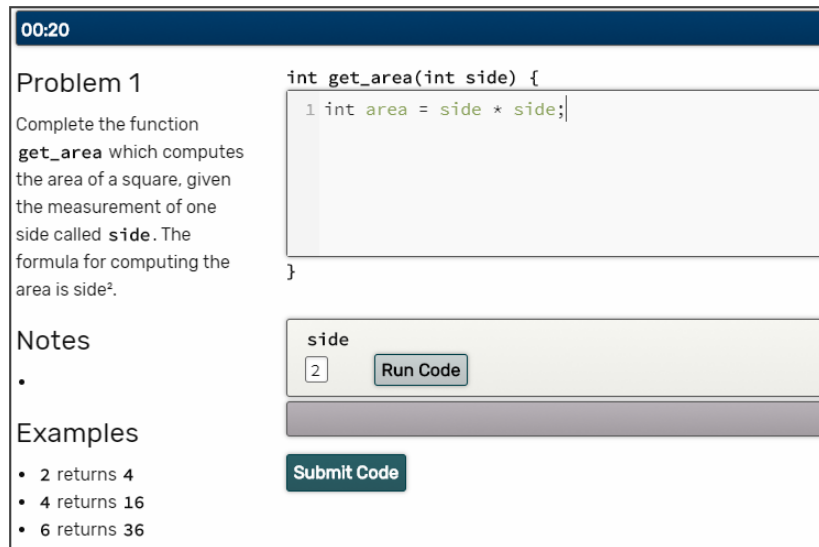 00:20
Problem 1
Complete the function
get_area which computes
the area of a square, given
the measurement of one
side called side. The
formula for computing the
area is side².
Notes
•
Examples
• 2 returns 4
• 4 returns 16
• 6 returns 36
int get_area(int side) {
1 int area = side * side;
}
side
2 Run Code
Submit Code